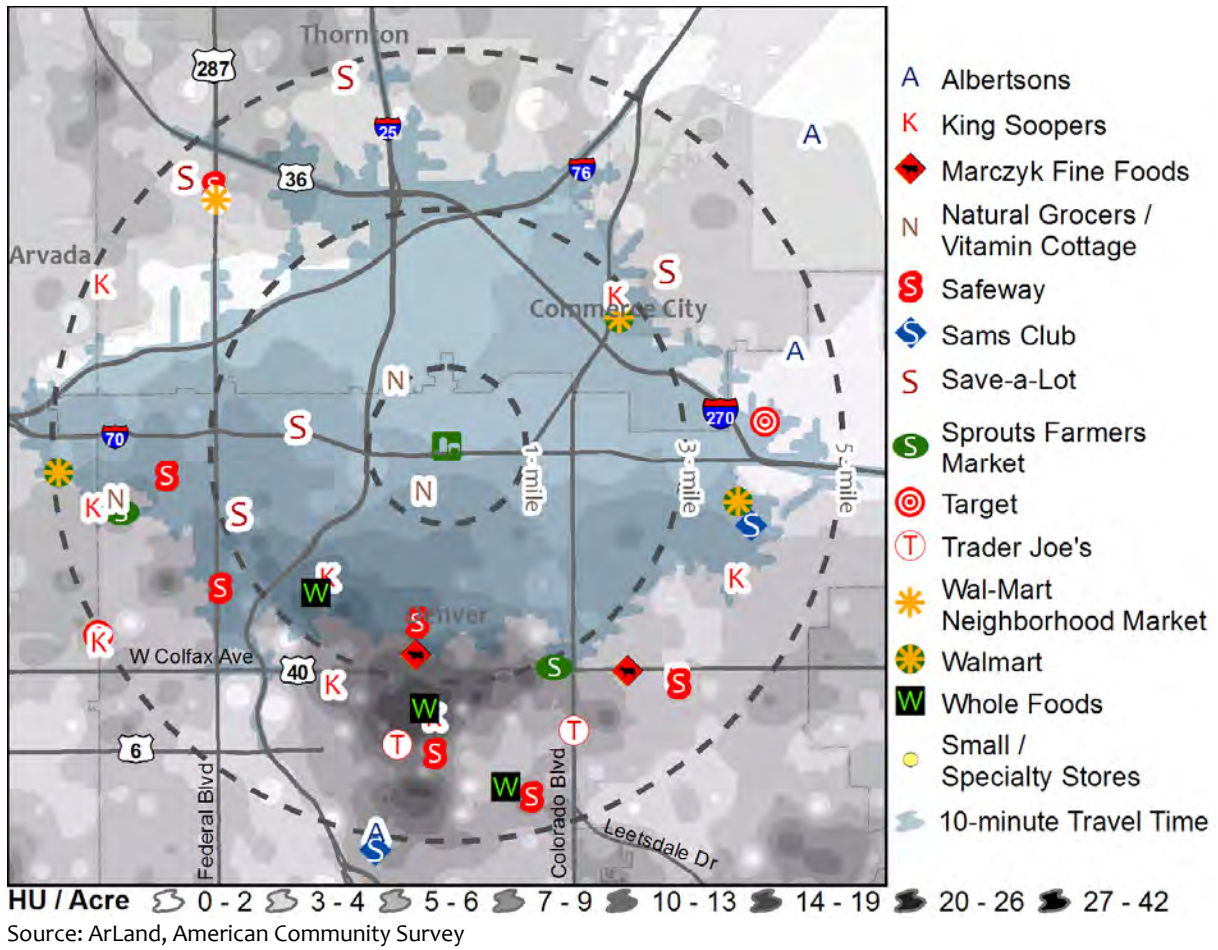 Thornton
287
S
25
A
36
76
S
S
Arvada
K
S
K
Commerce City
A
N
270
70
S
1-mile
3-mile
5-mile
S
K
N
S
N
S
S
K
S
K
W
S
Denver
K
W Colfax Ave
40
S
K
S
W
K
6
T
T
S
Federal Blvd
Colorado Blvd
W
S
A
S
Leetsdale Dr
A Albertsons
K King Soopers
Marczyk Fine Foods
N Natural Grocers /
Vitamin Cottage
S Safeway
S Sams Club
S Save-a-Lot
S Sprouts Farmers
Market
Target
T Trader Joe's
Wal-Mart
Neighborhood Market
Walmart
W Whole Foods
Small /
Specialty Stores
10-minute Travel Time
HU / Acre 0 - 2 3 - 4 5 - 6 7 - 9 10 - 13 14 - 19 20 - 26 27 - 42
Source: ArLand, American Community Survey